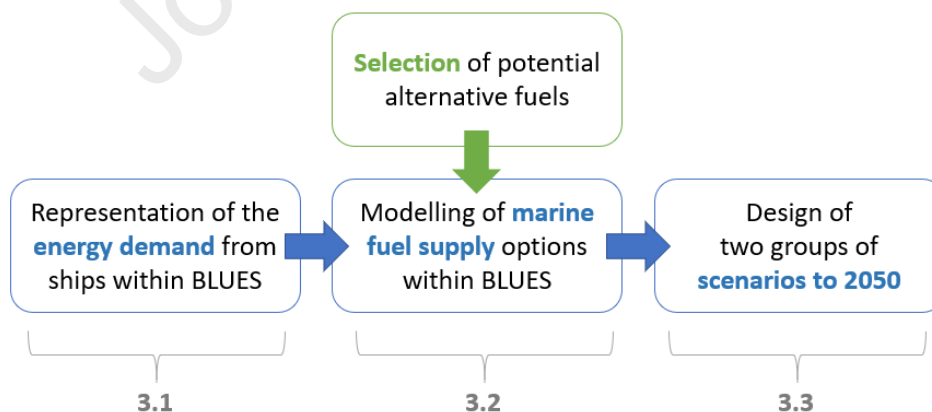 Selection of potential
alternative fuels
Representation of the
energy demand from
ships within BLUES
Modelling of marine
fuel supply options
within BLUES
Design of
two groups of
scenarios to 2050
3.1
3.2
3.3